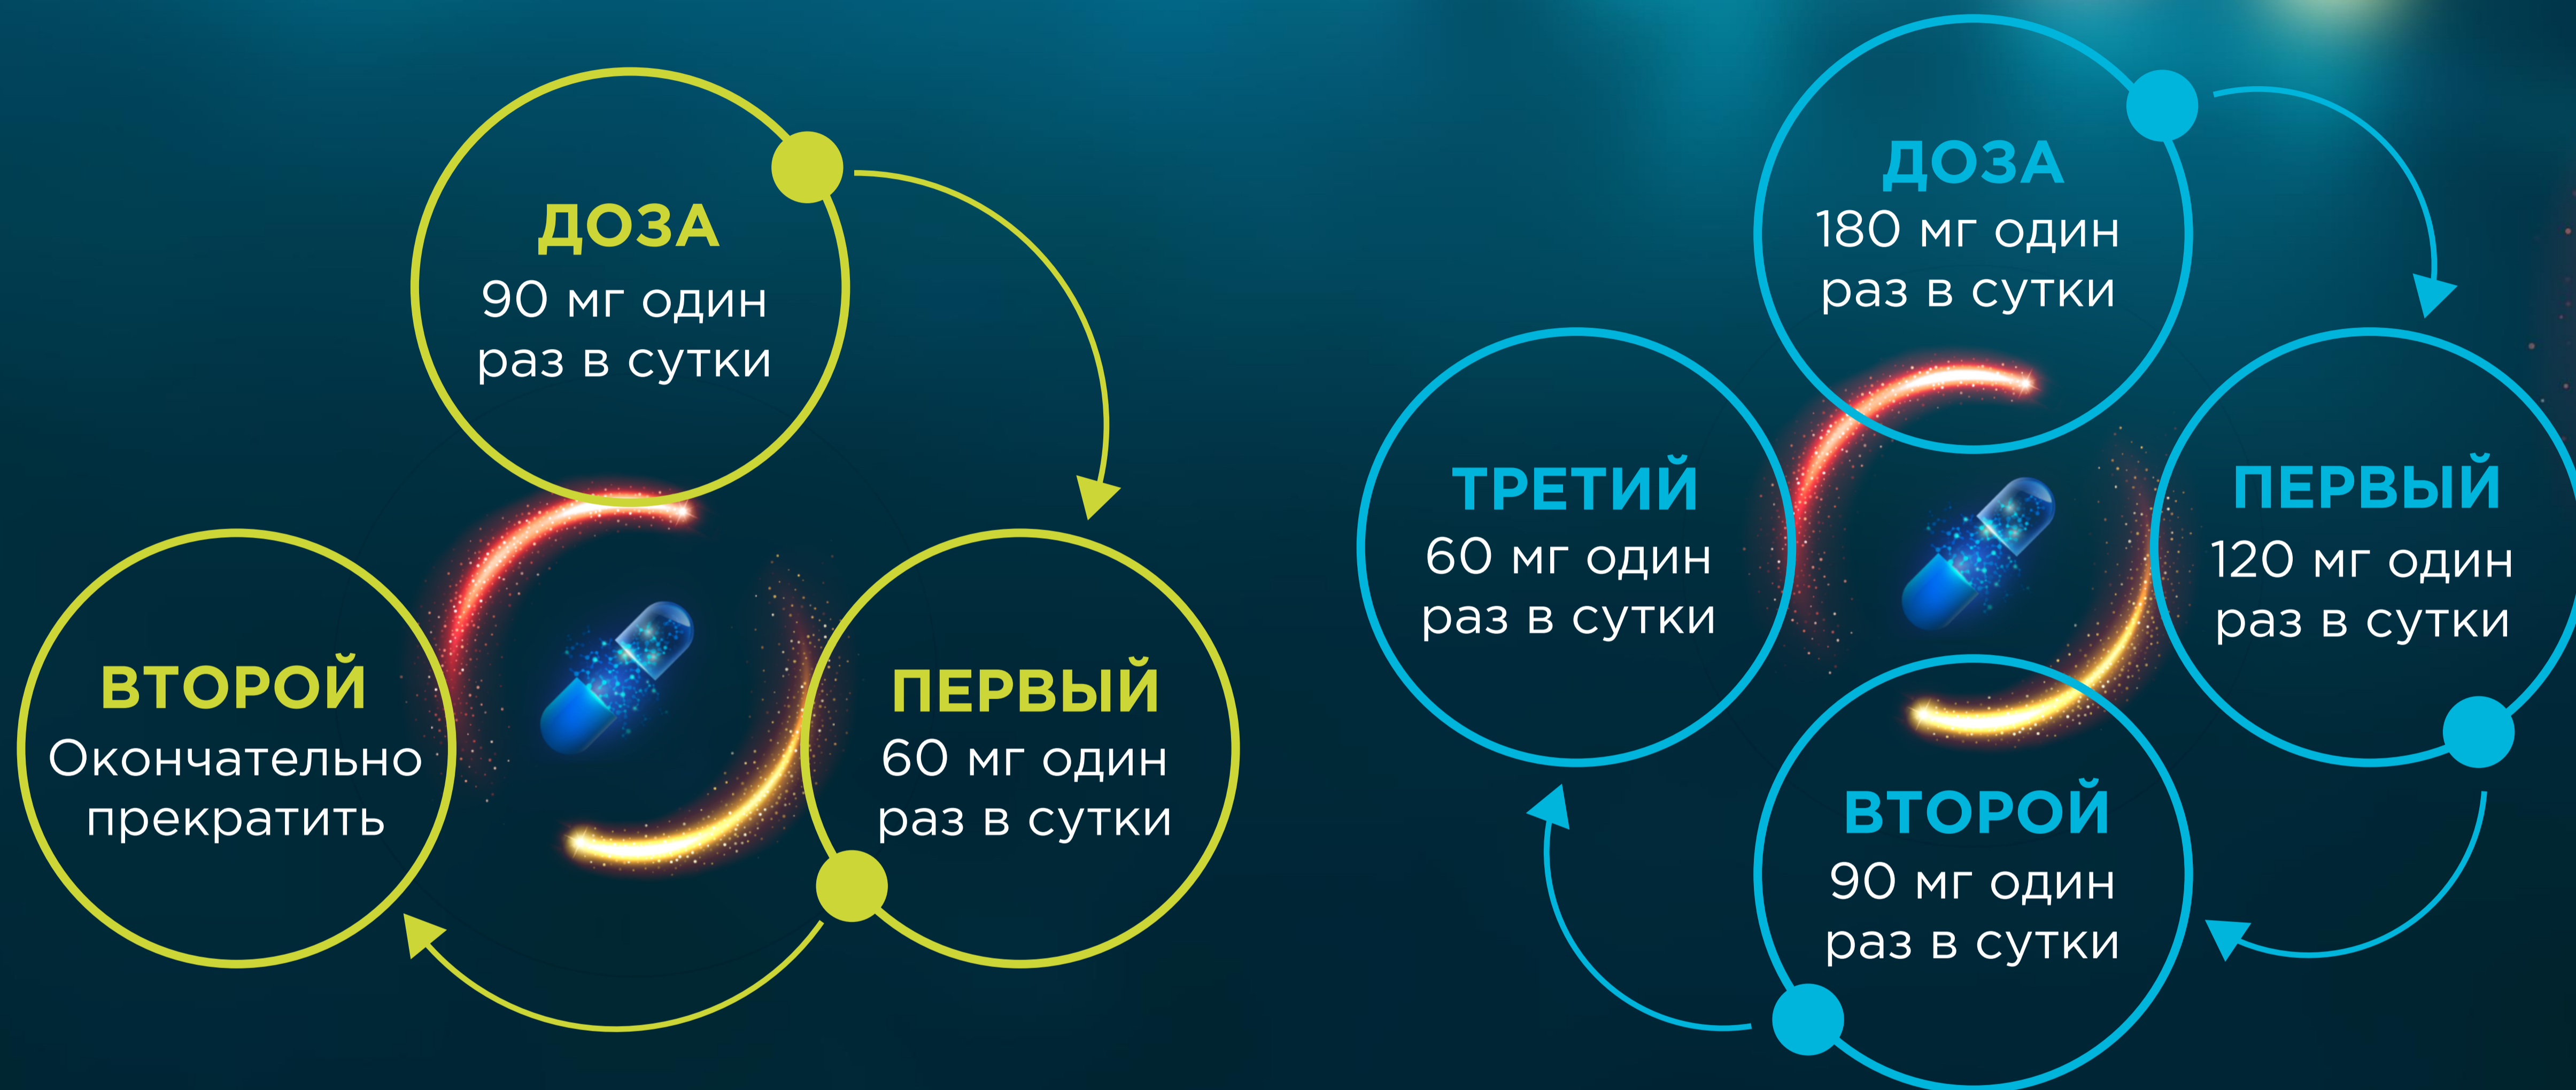 ДОЗА
90 мг один
раз в сутки
ПЕРВЫЙ
60 мг один
раз в сутки
ВТОРОЙ
Окончательно
прекратить
ДОЗА
180 мг один
раз в сутки
ПЕРВЫЙ
120 мг один
раз в сутки
ВТОРОЙ
90 мг один
раз в сутки
ТРЕТИЙ
60 мг один
раз в сутки